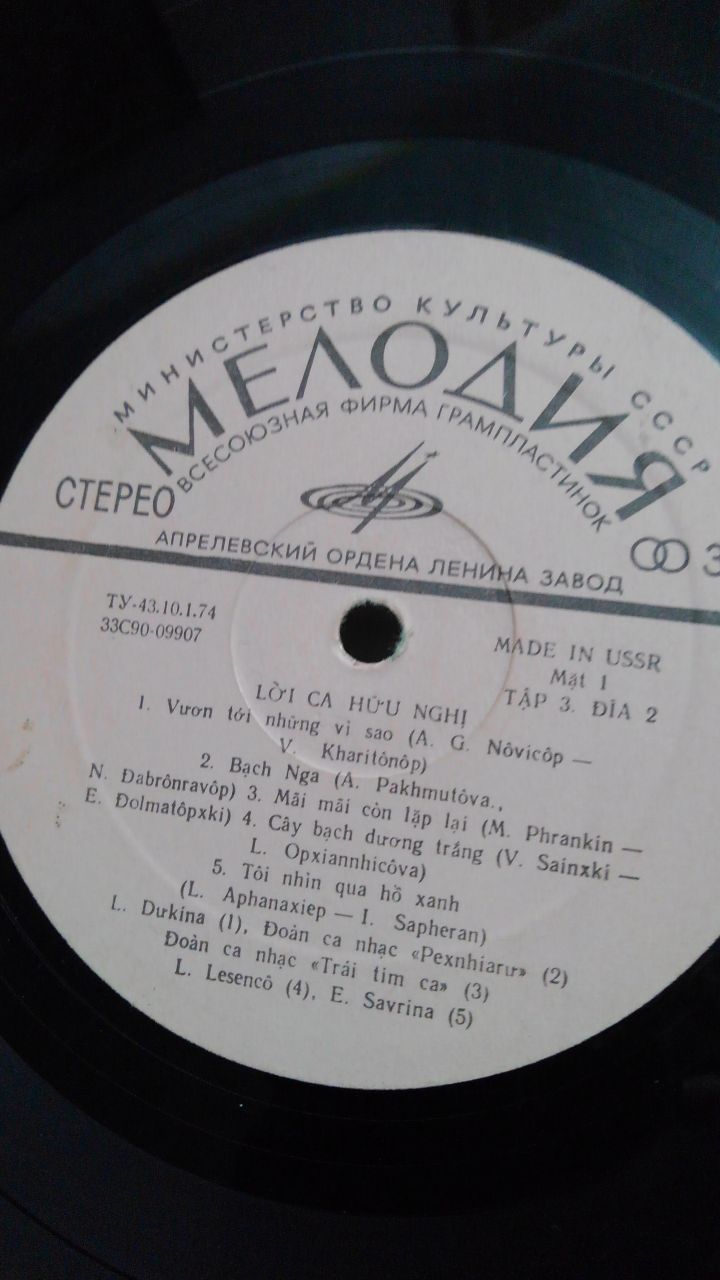 МИНИСТЕРСТВО КУЛЬТУРЫ СССР
МЕЛОДИЯ
ВСЕСОЮЗНАЯ ФИРМА ГРАМПЛАСТИНОК
СТЕРЕО
АПРЕЛЕВСКИЙ ОРДЕНА ЛЕНИНА ЗАВОД
ТУ-43.10.1.74
33С90-09907
MADE IN USSR
Mặt 1
TẬP 3. ĐĨA 2
LỜI CA HỮU NGHỊ
1. Vươn tới những vì sao (A. G. Nôvicôp —
V. Kharitônôp)
2. Bạch Nga (A. Pakhmutôva.,
N. Đabrônravôp) 3. Mãi mãi còn lặp lại (M. Phrankin —
E. Đolmatôpxki) 4. Cây bạch dương trắng (V. Sainxki —
L. Opxiannhicôva)
5. Tôi nhìn qua hồ xanh
(L. Aphanaxiep — I. Sapheran)
L. Dưkina (1), Đoàn ca nhạc «Pexnhiarư» (2)
Đoàn ca nhạc «Trái tim ca» (3)
L. Lesencô (4), E. Savrina (5)